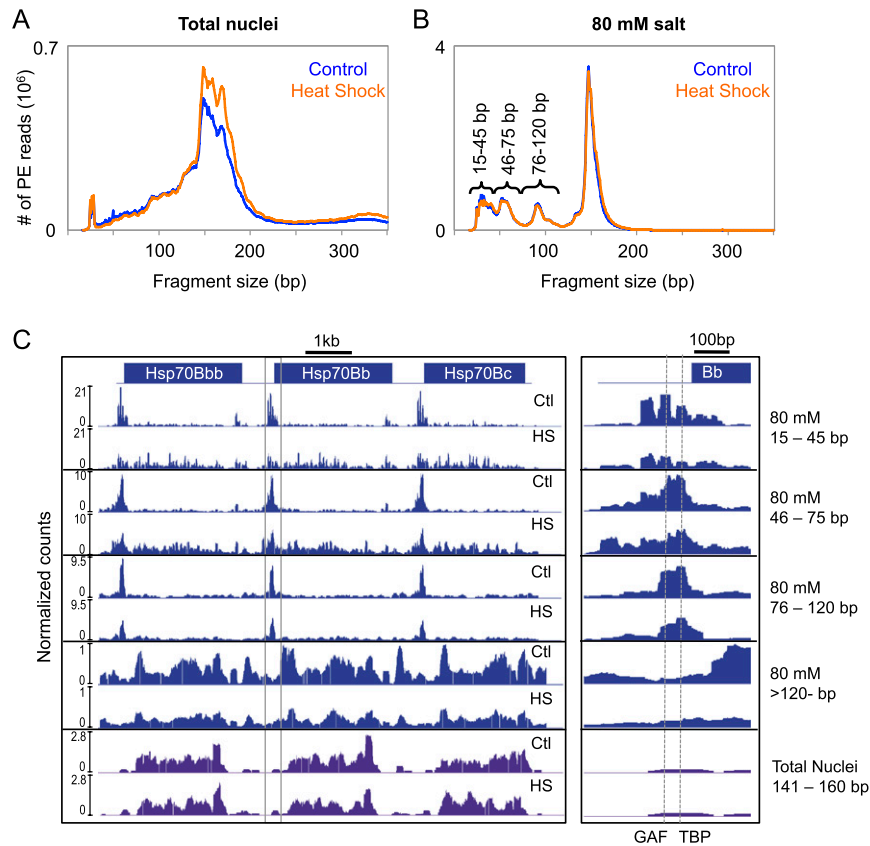 A
Total nuclei
0.7
Control
Heat Shock
# of PE reads (10⁶)
0
100
200
300
Fragment size (bp)
B
80 mM salt
4
Control
Heat Shock
15-45 bp
46-75 bp
76-120 bp
0
100
200
300
Fragment size (bp)
C
1kb
100bp
Hsp70Bbb
Hsp70Bb
Hsp70Bc
Bb
Normalized counts
21
0
Ctl
80 mM
15 – 45 bp
21
0
HS
10
0
Ctl
80 mM
46 – 75 bp
10
0
HS
9.5
0
Ctl
80 mM
76 – 120 bp
9.5
0
HS
1
0
Ctl
80 mM
>120- bp
1
0
HS
2.8
0
Ctl
Total Nuclei
141 – 160 bp
2.8
0
HS
GAF TBP